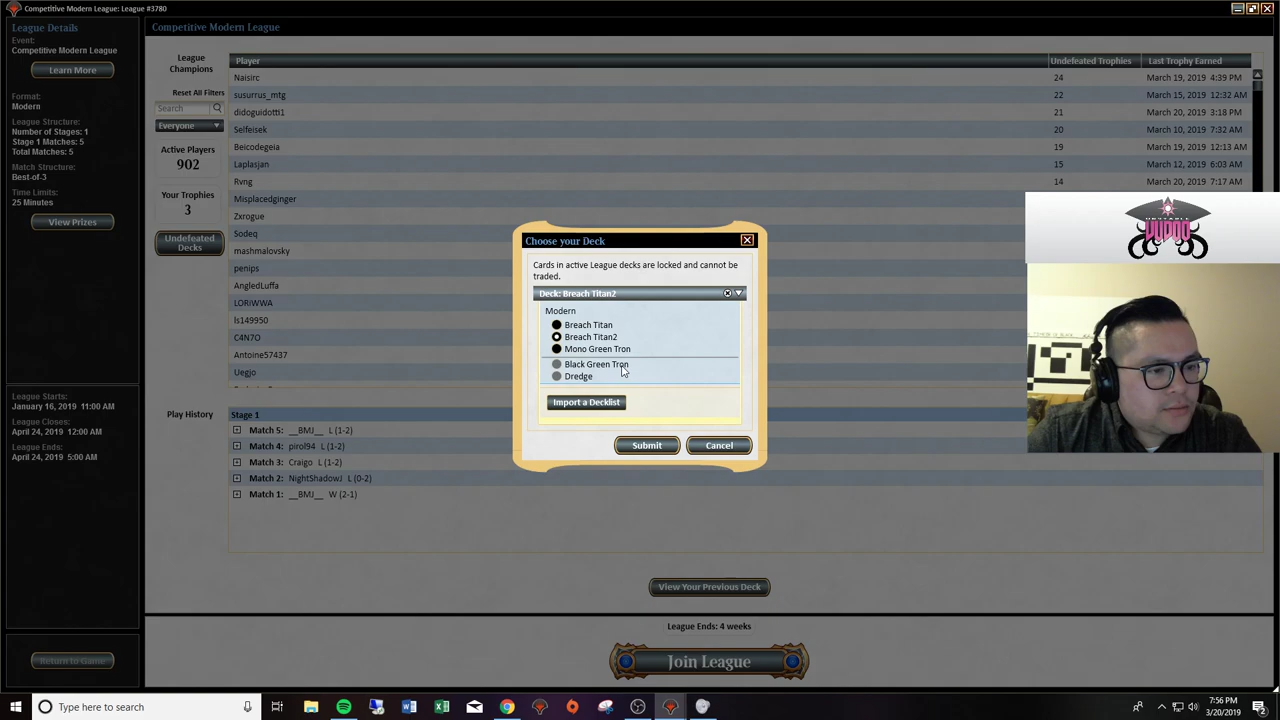 Competitive Modern League: League #3780
League Details
Event:
Competitive Modern League
Learn More
Format:
Modern
League Structure:
Number of Stages: 1
Stage 1 Matches: 5
Total Matches: 5
Match Structure:
Best-of-3
Time Limits:
25 Minutes
View Prizes
League Starts:
January 16, 2019 11:00 AM
League Closes:
April 24, 2019 12:00 AM
League Ends:
April 24, 2019 5:00 AM
Return to Game
Competitive Modern League
League
Champions
Reset All Filters
Search
Everyone
Active Players
902
Your Trophies
3
Undefeated
Decks
Player Undefeated Trophies Last Trophy Earned
Naisirc 24 March 19, 2019 4:39 PM
susurrus_mtg 22 March 15, 2019 12:32 AM
didoguidotti1 21 March 20, 2019 3:18 PM
Selfeisek 20 March 10, 2019 7:32 AM
Beicodegeia 19 March 19, 2019 12:13 AM
Laplasjan 15 March 12, 2019 6:03 AM
Rvng 14 March 20, 2019 7:17 AM
Misplacedginger
Zxrogue
Sodeq
mashmalovsky
penips
AngledLuffa
LORiWWA
ls149950
C4N7O
Antoine57437
Uegjo
Choose your Deck
Cards in active League decks are locked and cannot be
traded.
Deck: Breach Titan2
Modern
Breach Titan
Breach Titan2
Mono Green Tron
Black Green Tron
Dredge
Import a Decklist
Submit
Cancel
UNSTABLE
VUDOO
Play History
Stage 1
Match 5: __BMJ__ L (1-2)
Match 4: pirol94 L (1-2)
Match 3: Craigo L (1-2)
Match 2: NightShadowJ L (0-2)
Match 1: __BMJ__ W (2-1)
View Your Previous Deck
League Ends: 4 weeks
Join League
Type here to search
7:56 PM
3/20/2019
2